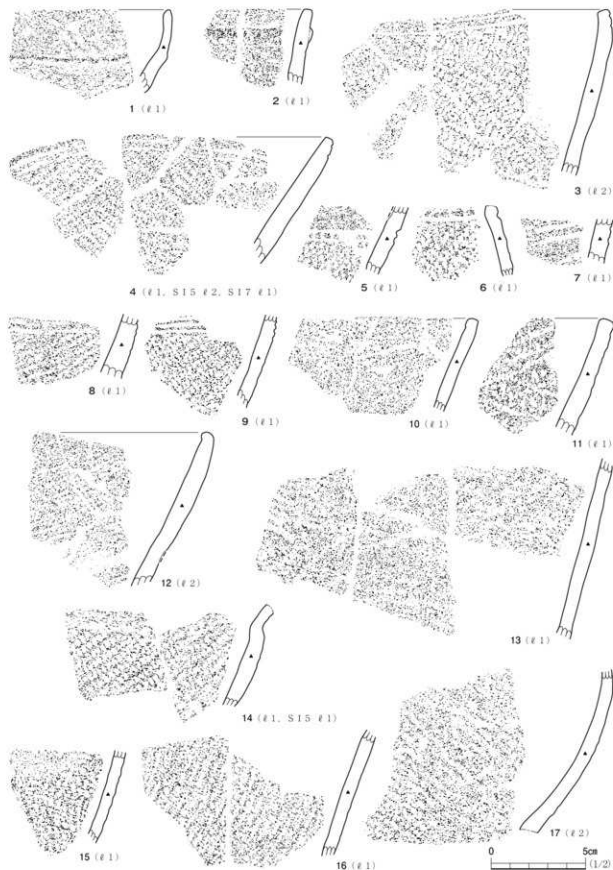 1 (ℓ1)
2 (ℓ1)
3 (ℓ2)
4 (ℓ1, SI5 ℓ2, SI7 ℓ1)
5 (ℓ1)
6 (ℓ1)
7 (ℓ1)
8 (ℓ1)
9 (ℓ1)
10 (ℓ1)
11 (ℓ1)
12 (ℓ2)
13 (ℓ1)
14 (ℓ1, SI5 ℓ1)
15 (ℓ1)
16 (ℓ1)
17 (ℓ2)
0 5cm
(1/2)